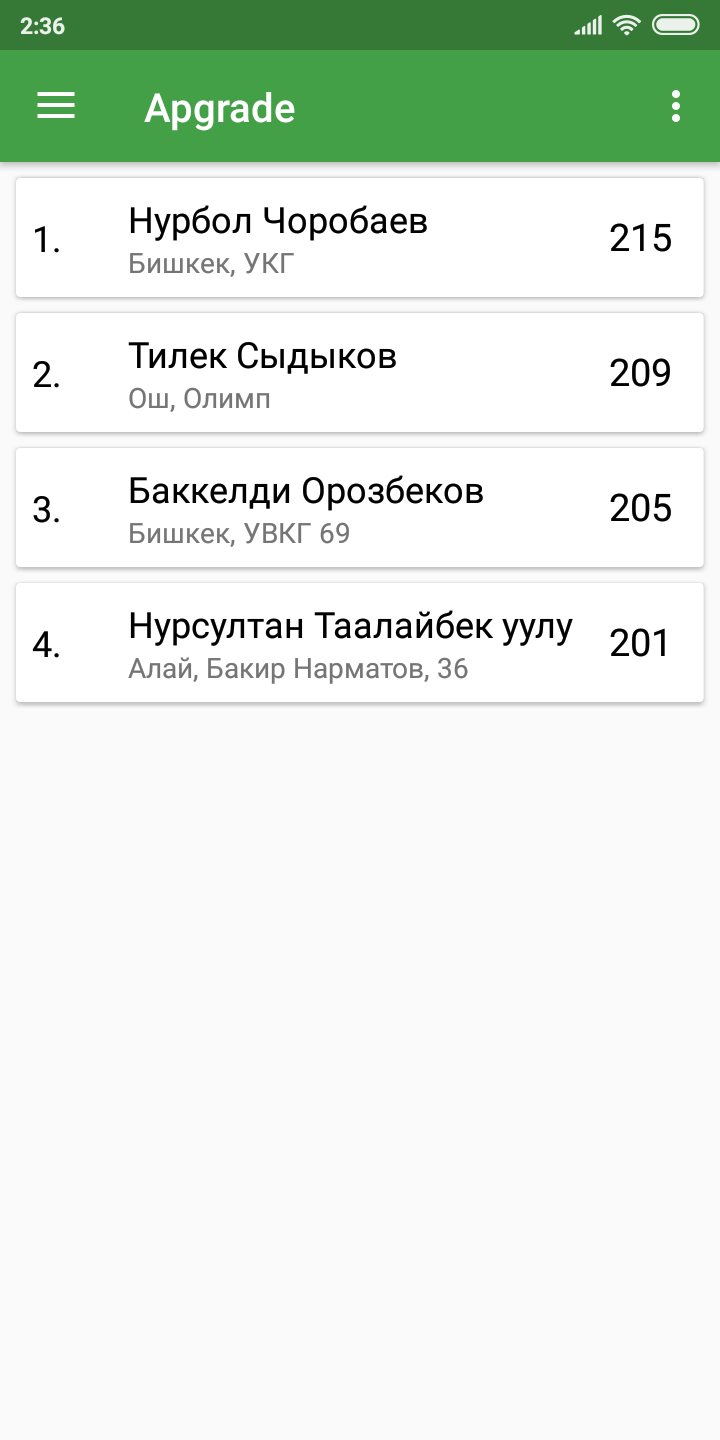 2:36
Apgrade
1.
Нурбол Чоробаев
Бишкек, УКГ
215
2.
Тилек Сыдыков
Ош, Олимп
209
3.
Баккелди Орозбеков
Бишкек, УВКГ 69
205
4.
Нурсултан Таалайбек уулу
Алай, Бакир Нарматов, 36
201